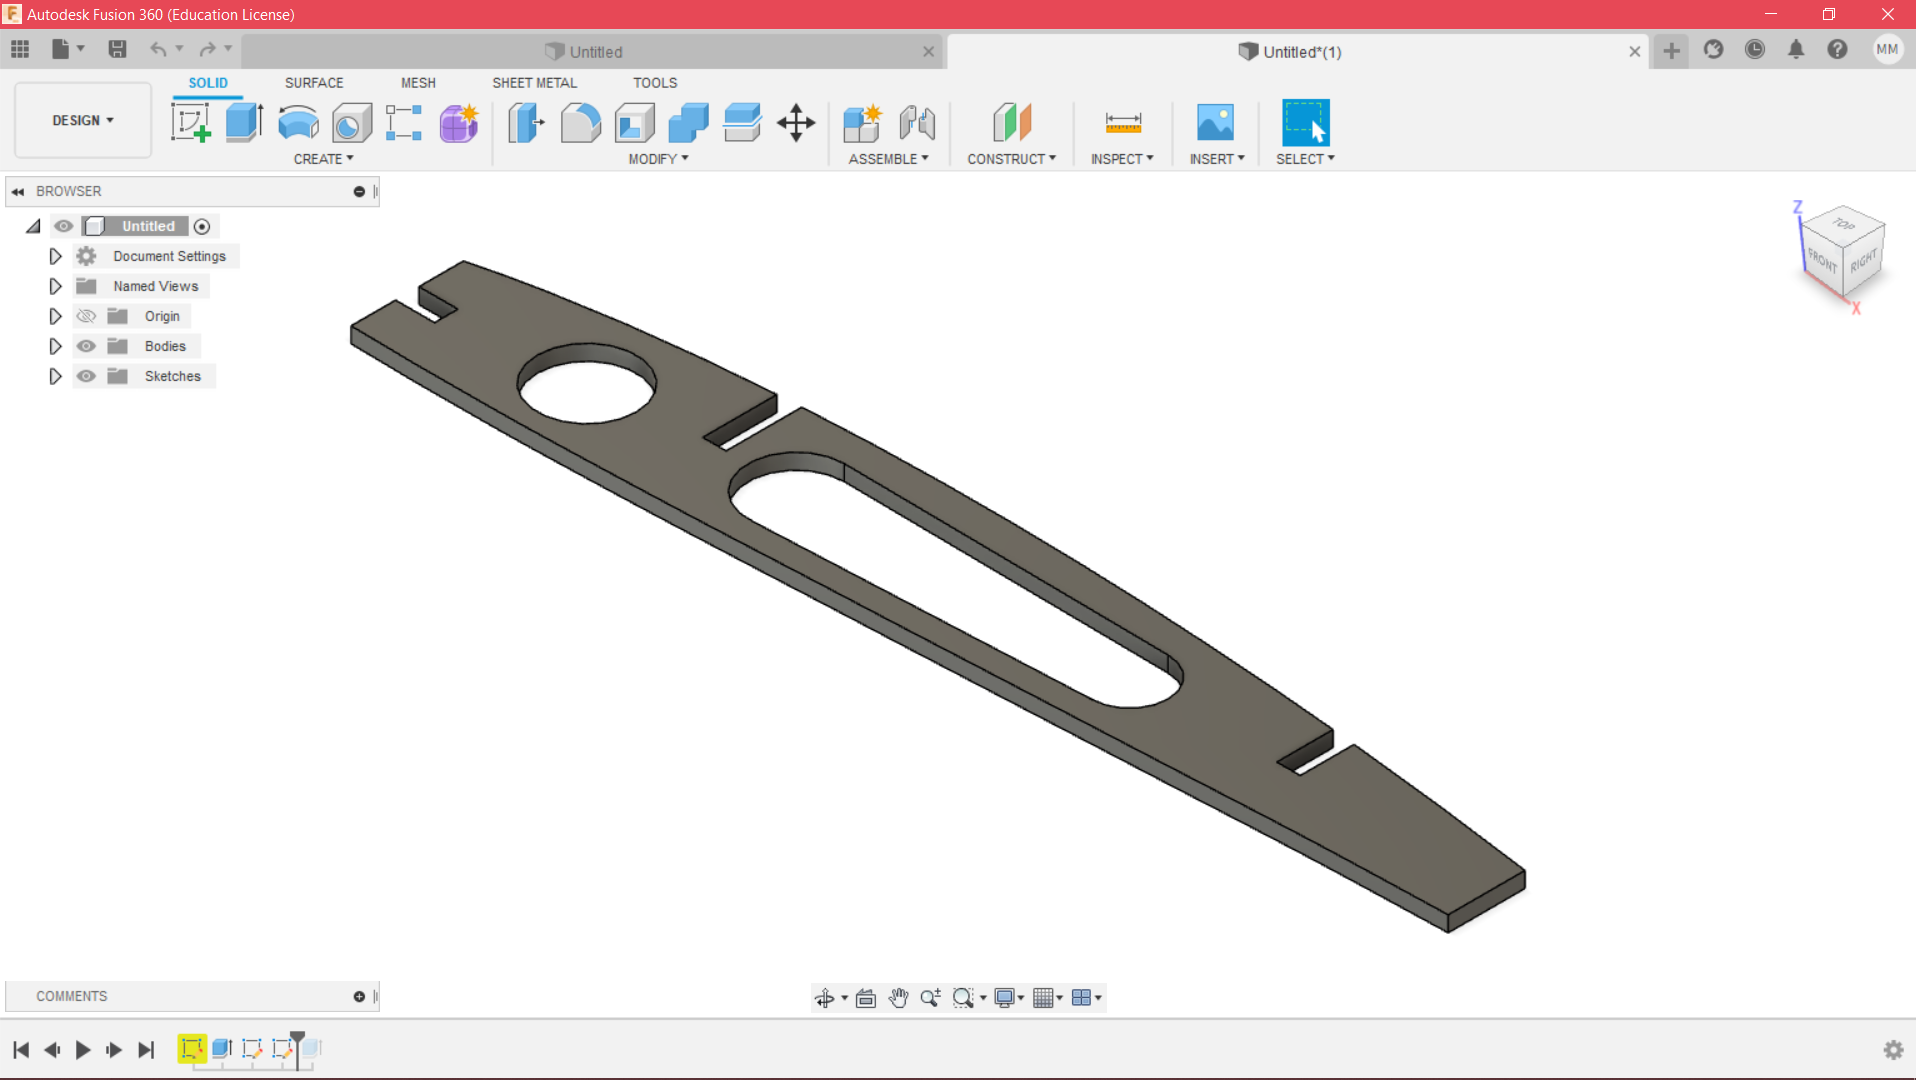 Autodesk Fusion 360 (Education License)
Untitled
Untitled*(1)
MM
DESIGN
SOLID SURFACE MESH SHEET METAL TOOLS
CREATE MODIFY ASSEMBLE CONSTRUCT INSPECT INSERT SELECT
BROWSER
Untitled
Document Settings
Named Views
Origin
Bodies
Sketches
Z
TOP
FRONT
RIGHT
X
COMMENTS